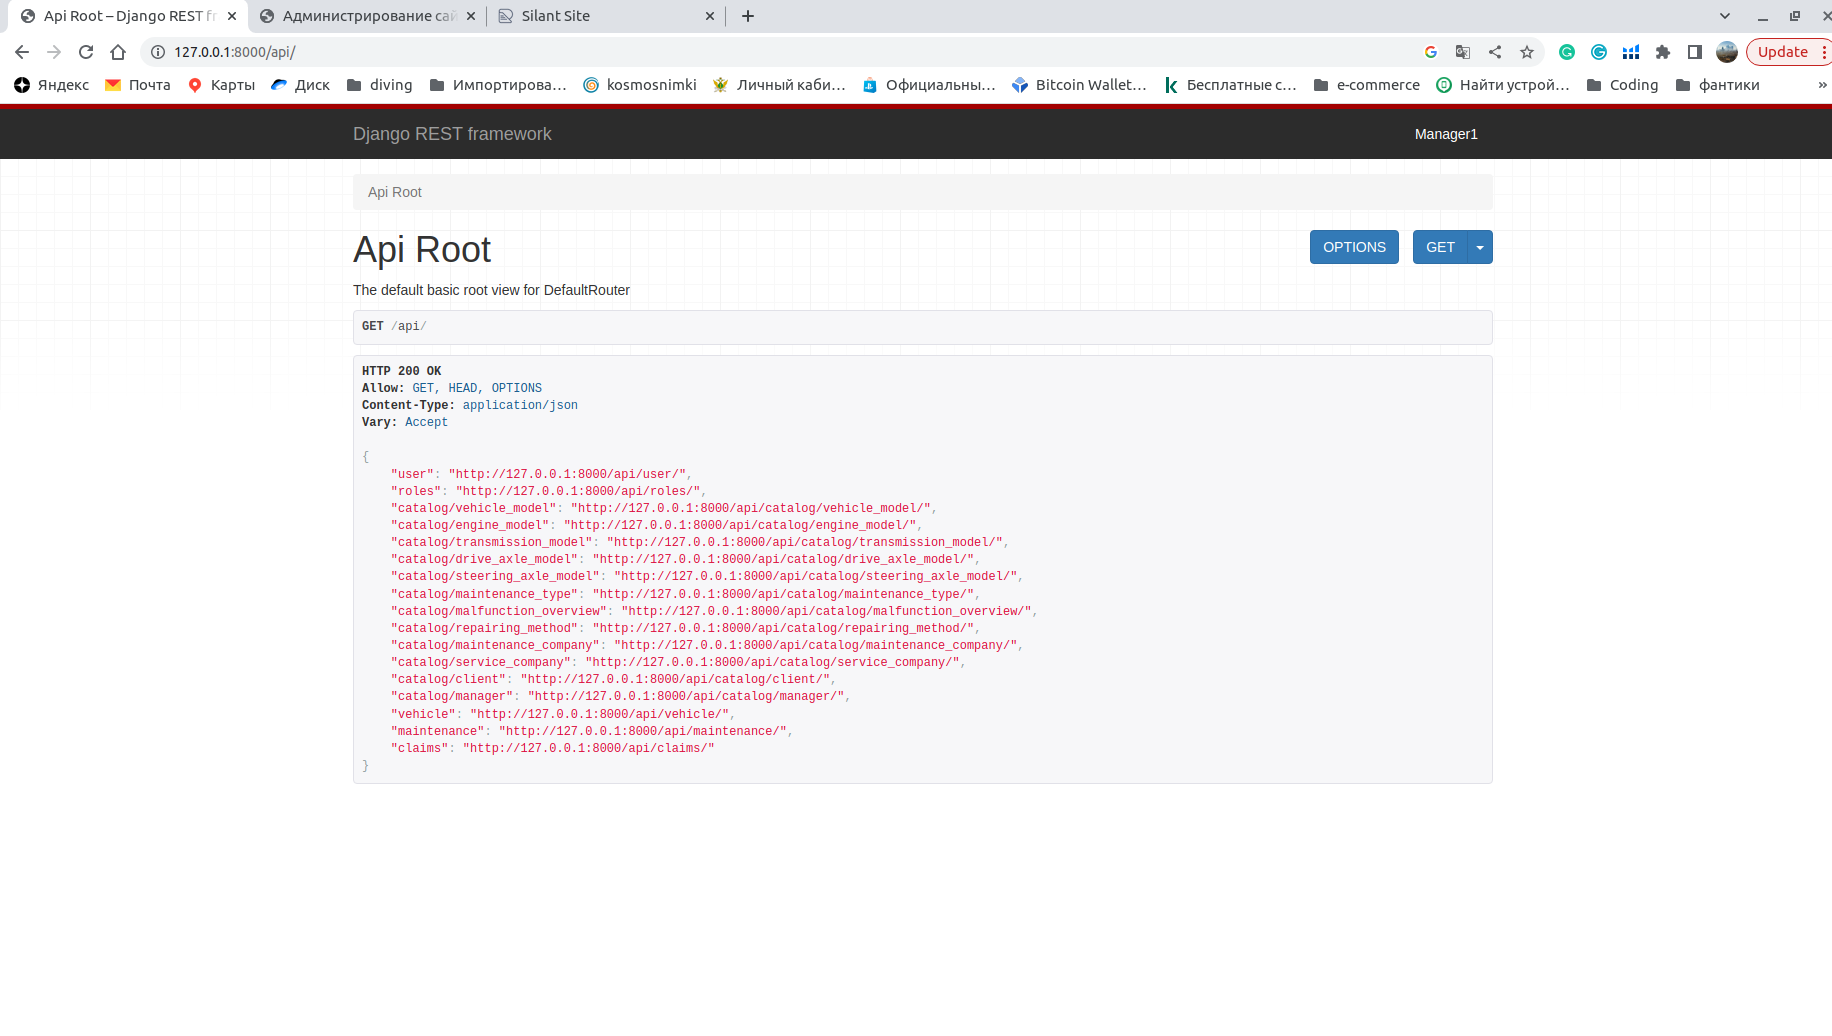 Api Root – Django REST fr
Администрирование сай
Silant Site
127.0.0.1:8000/api/
Update
Яндекс
Почта
Карты
Диск
diving
Импортирова...
kosmosnimki
Личный каби...
Официальны...
Bitcoin Wallet...
Бесплатные с...
e-commerce
Найти устрой...
Coding
фантики
»
Django REST framework
Manager1
Api Root
Api Root
OPTIONS
GET
The default basic root view for DefaultRouter
GET /api/
HTTP 200 OK
Allow: GET, HEAD, OPTIONS
Content-Type: application/json
Vary: Accept
{
"user": "http://127.0.0.1:8000/api/user/",
"roles": "http://127.0.0.1:8000/api/roles/",
"catalog/vehicle_model": "http://127.0.0.1:8000/api/catalog/vehicle_model/",
"catalog/engine_model": "http://127.0.0.1:8000/api/catalog/engine_model/",
"catalog/transmission_model": "http://127.0.0.1:8000/api/catalog/transmission_model/",
"catalog/drive_axle_model": "http://127.0.0.1:8000/api/catalog/drive_axle_model/",
"catalog/steering_axle_model": "http://127.0.0.1:8000/api/catalog/steering_axle_model/",
"catalog/maintenance_type": "http://127.0.0.1:8000/api/catalog/maintenance_type/",
"catalog/malfunction_overview": "http://127.0.0.1:8000/api/catalog/malfunction_overview/",
"catalog/repairing_method": "http://127.0.0.1:8000/api/catalog/repairing_method/",
"catalog/maintenance_company": "http://127.0.0.1:8000/api/catalog/maintenance_company/",
"catalog/service_company": "http://127.0.0.1:8000/api/catalog/service_company/",
"catalog/client": "http://127.0.0.1:8000/api/catalog/client/",
"catalog/manager": "http://127.0.0.1:8000/api/catalog/manager/",
"vehicle": "http://127.0.0.1:8000/api/vehicle/",
"maintenance": "http://127.0.0.1:8000/api/maintenance/",
"claims": "http://127.0.0.1:8000/api/claims/"
}